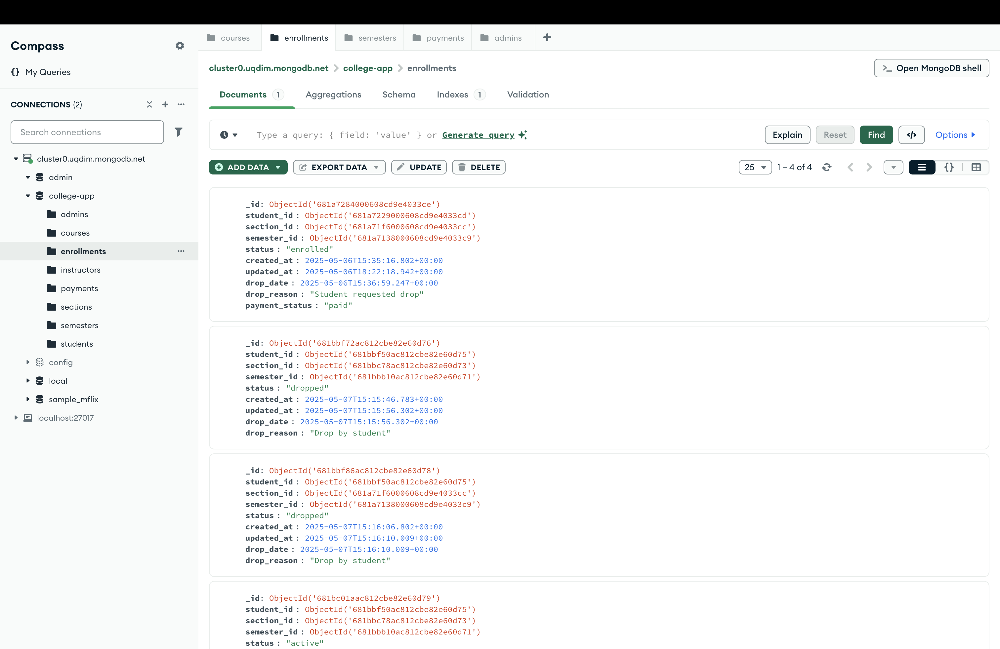 Compass
My Queries
CONNECTIONS (2)
Search connections
cluster0.uqdim.mongodb.net
admin
college-app
admins
courses
enrollments
instructors
payments
sections
semesters
students
config
local
sample_mflix
localhost:27017
courses
enrollments
semesters
payments
admins
cluster0.uqdim.mongodb.net > college-app > enrollments
>_ Open MongoDB shell
Documents 1 Aggregations Schema Indexes 1 Validation
Type a query: { field: 'value' } or Generate query
Explain Reset Find </> Options
ADD DATA EXPORT DATA UPDATE DELETE
25 1 – 4 of 4 {}
_id: ObjectId('681a7284000608cd9e4033ce')
student_id : ObjectId('681a7229000608cd9e4033cd')
section_id : ObjectId('681a71f6000608cd9e4033cc')
semester_id : ObjectId('681a7138000608cd9e4033c9')
status : "enrolled"
created_at : 2025-05-06T15:35:16.802+00:00
updated_at : 2025-05-06T18:22:18.942+00:00
drop_date : 2025-05-06T15:36:59.247+00:00
drop_reason : "Student requested drop"
payment_status : "paid"
_id: ObjectId('681bbf72ac812cbe82e60d76')
student_id : ObjectId('681bbf50ac812cbe82e60d75')
section_id : ObjectId('681bbc78ac812cbe82e60d73')
semester_id : ObjectId('681bbb10ac812cbe82e60d71')
status : "dropped"
created_at : 2025-05-07T15:15:46.783+00:00
updated_at : 2025-05-07T15:15:56.302+00:00
drop_date : 2025-05-07T15:15:56.302+00:00
drop_reason : "Drop by student"
_id: ObjectId('681bbf86ac812cbe82e60d78')
student_id : ObjectId('681bbf50ac812cbe82e60d75')
section_id : ObjectId('681a71f6000608cd9e4033cc')
semester_id : ObjectId('681a7138000608cd9e4033c9')
status : "dropped"
created_at : 2025-05-07T15:16:06.802+00:00
updated_at : 2025-05-07T15:16:10.009+00:00
drop_date : 2025-05-07T15:16:10.009+00:00
drop_reason : "Drop by student"
_id: ObjectId('681bc01aac812cbe82e60d79')
student_id : ObjectId('681bbf50ac812cbe82e60d75')
section_id : ObjectId('681bbc78ac812cbe82e60d73')
semester_id : ObjectId('681bbb10ac812cbe82e60d71')
status : "active"